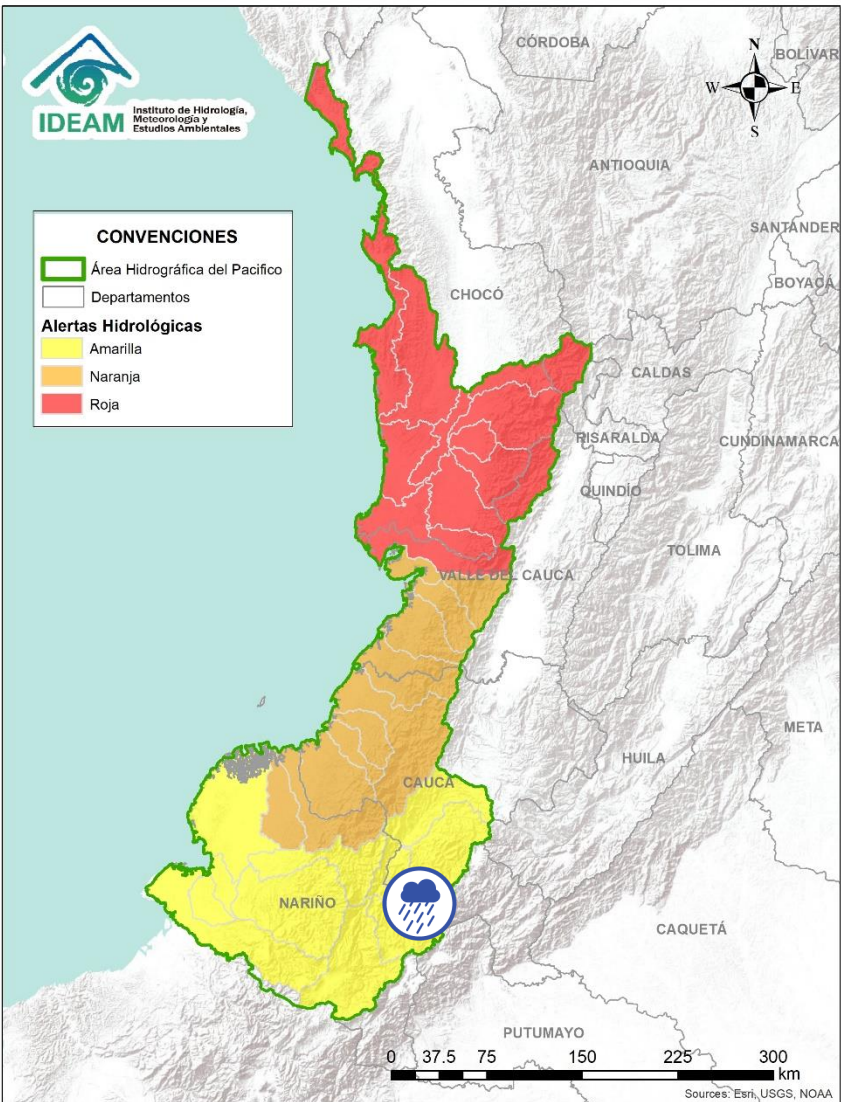 IDEAM
Instituto de Hidrología,
Meteorología y
Estudios Ambientales
CÓRDOBA
BOLÍVAR
N
W
E
S
ANTIOQUIA
SANTANDER
BOYACÁ
CONVENCIONES
Área Hidrográfica del Pacifico
Departamentos
Alertas Hidrológicas
Amarilla
Naranja
Roja
CHOCÓ
CALDAS
RISARALDA
CUNDINAMARCA
QUINDÍO
TOLIMA
VALLE DEL CAUCA
META
HUILA
CAUCA
NARIÑO
CAQUETÁ
PUTUMAYO
0 37.5 75 150 225 300
km
Sources: Esri, USGS, NOAA